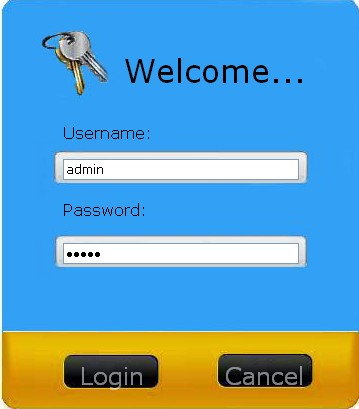 Welcome...
Username:
admin
Password:
•••••
Login
Cancel